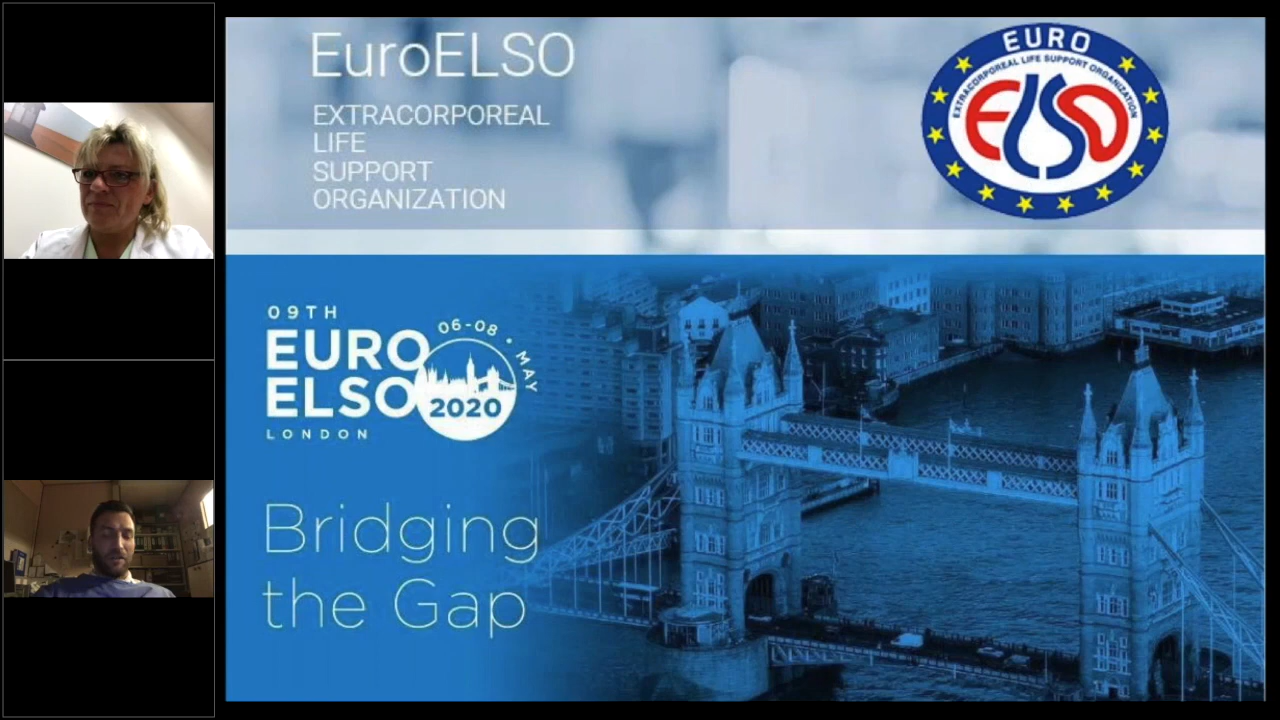 EuroELSO
EXTRACORPOREAL
LIFE
SUPPORT
ORGANIZATION
EURO
EXTRACORPOREAL LIFE SUPPORT ORGANIZATION
ELSO
09TH
EURO
ELSO
LONDON
06-08 • MAY
2020
Bridging
the Gap